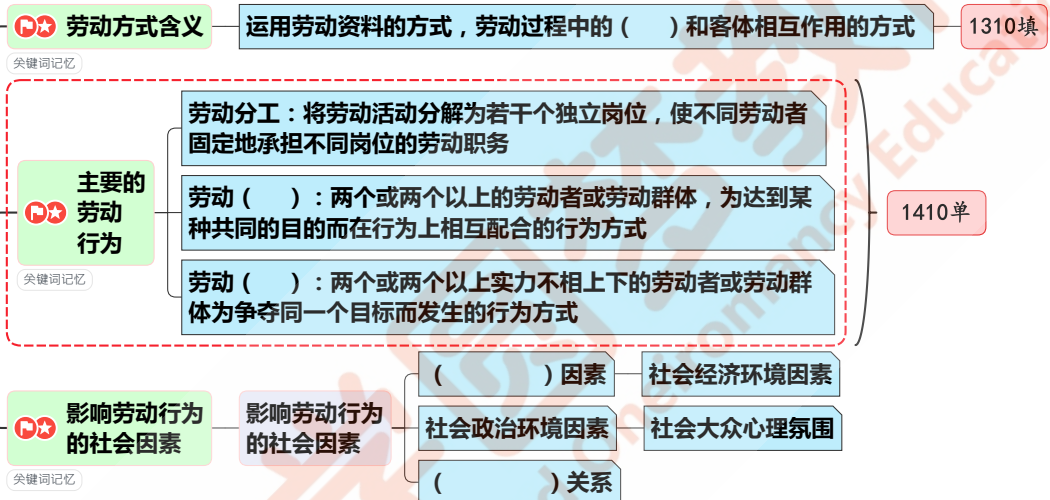 劳动方式含义
运用劳动资料的方式，劳动过程中的（ ）和客体相互作用的方式
1310填
关键词记忆
劳动分工：将劳动活动分解为若干个独立岗位，使不同劳动者
固定地承担不同岗位的劳动职务
主要的
劳动
行为
劳动（ ）：两个或两个以上的劳动者或劳动群体，为达到某
种共同的目的而在行为上相互配合的行为方式
1410单
关键词记忆
劳动（ ）：两个或两个以上实力不相上下的劳动者或劳动群
体为争夺同一个目标而发生的行为方式
（ ）因素
社会经济环境因素
影响劳动行为
的社会因素
影响劳动行为
的社会因素
社会政治环境因素
社会大众心理氛围
关键词记忆
（ ）关系